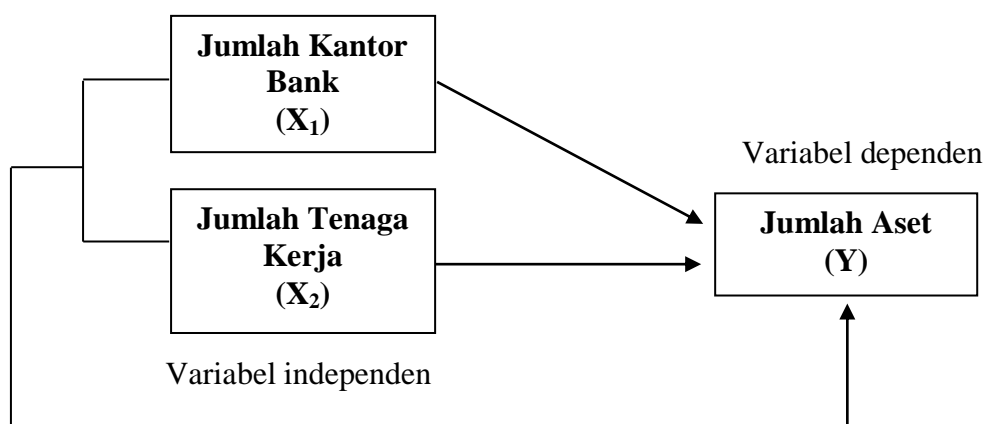 Jumlah Kantor
Bank
(X₁)
Variabel dependen
Jumlah Tenaga
Kerja
(X₂)
Jumlah Aset
(Y)
Variabel independen